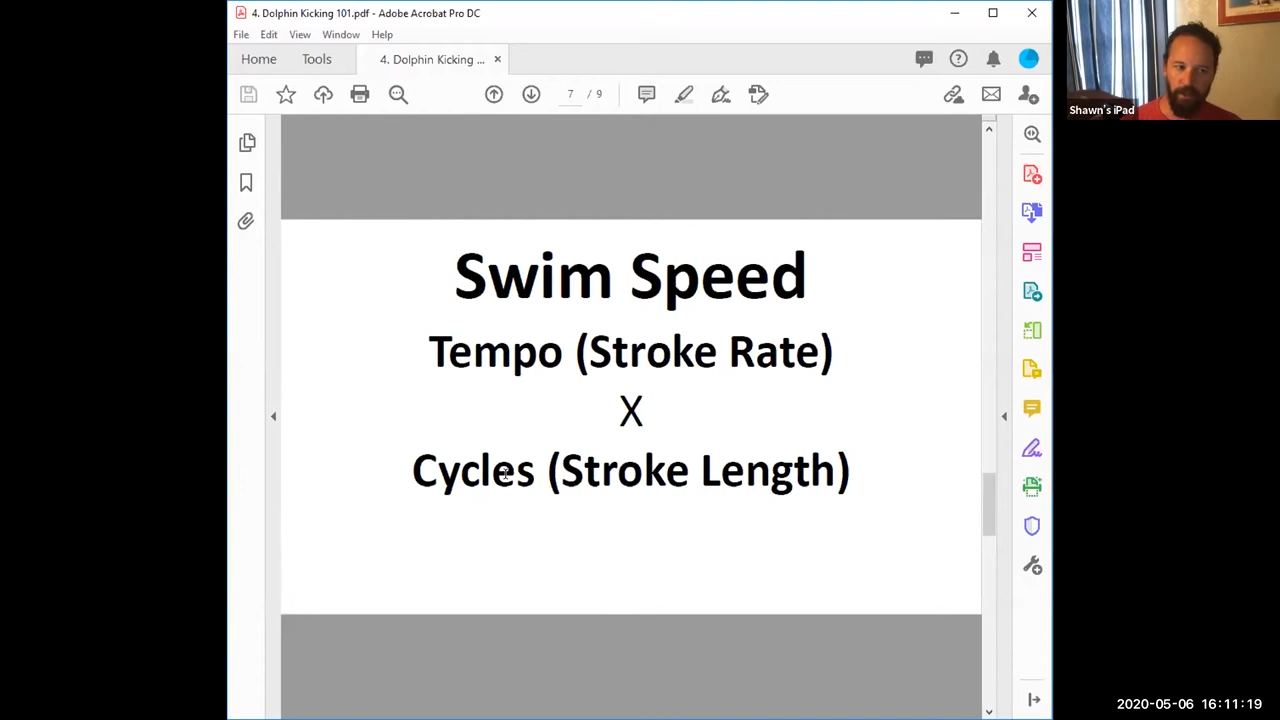 4. Dolphin Kicking 101.pdf - Adobe Acrobat Pro DC
File Edit View Window Help
Home Tools 4. Dolphin Kicking ... ×
7 / 9
Shawn's iPad
Swim Speed
Tempo (Stroke Rate)
X
Cycles (Stroke Length)
2020-05-06 16:11:19